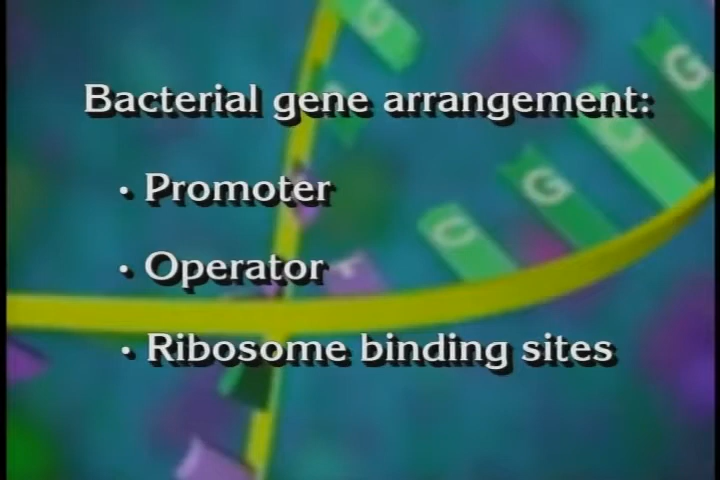 Bacterial gene arrangement:
• Promoter
• Operator
• Ribosome binding sites
U
G
U
G
U